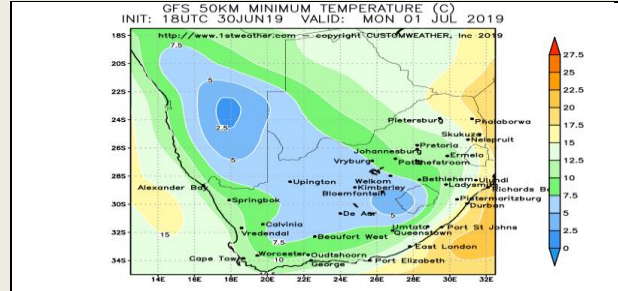 GFS 50KM MINIMUM TEMPERATURE (C)
INIT: 18UTC 30JUN19 VALID: MON 01 JUL 2019
http://www.1stweather.com — copyright CUSTOMWEATHER, Inc 2019
18S
20S
22S
24S
26S
28S
30S
32S
34S
7.5
5
2.5
5
Pietersburg
Phalaborwa
Skukuza
Nelspruit
Pretoria
Johannesburg
Ermelo
Vryburg
Welkom
Bethlehem
Ulundi
Ladysmith
Kimberley
Bloemfontein
Upington
Alexander Bay
Springbok
Richards B
Pietermaritzburg
Durban
5
De Aar
15
Calvinia
Vredendal
7.5
Beaufort West
Umtata
Queenstown
Port St Johns
East London
Cape Town
Worcester
10
Oudtshoorn
George
Port Elizabeth
14E
16E
18E
20E
22E
24E
26E
28E
30E
32E
27.5
25
22.5
20
17.5
15
12.5
10
7.5
5
2.5
0